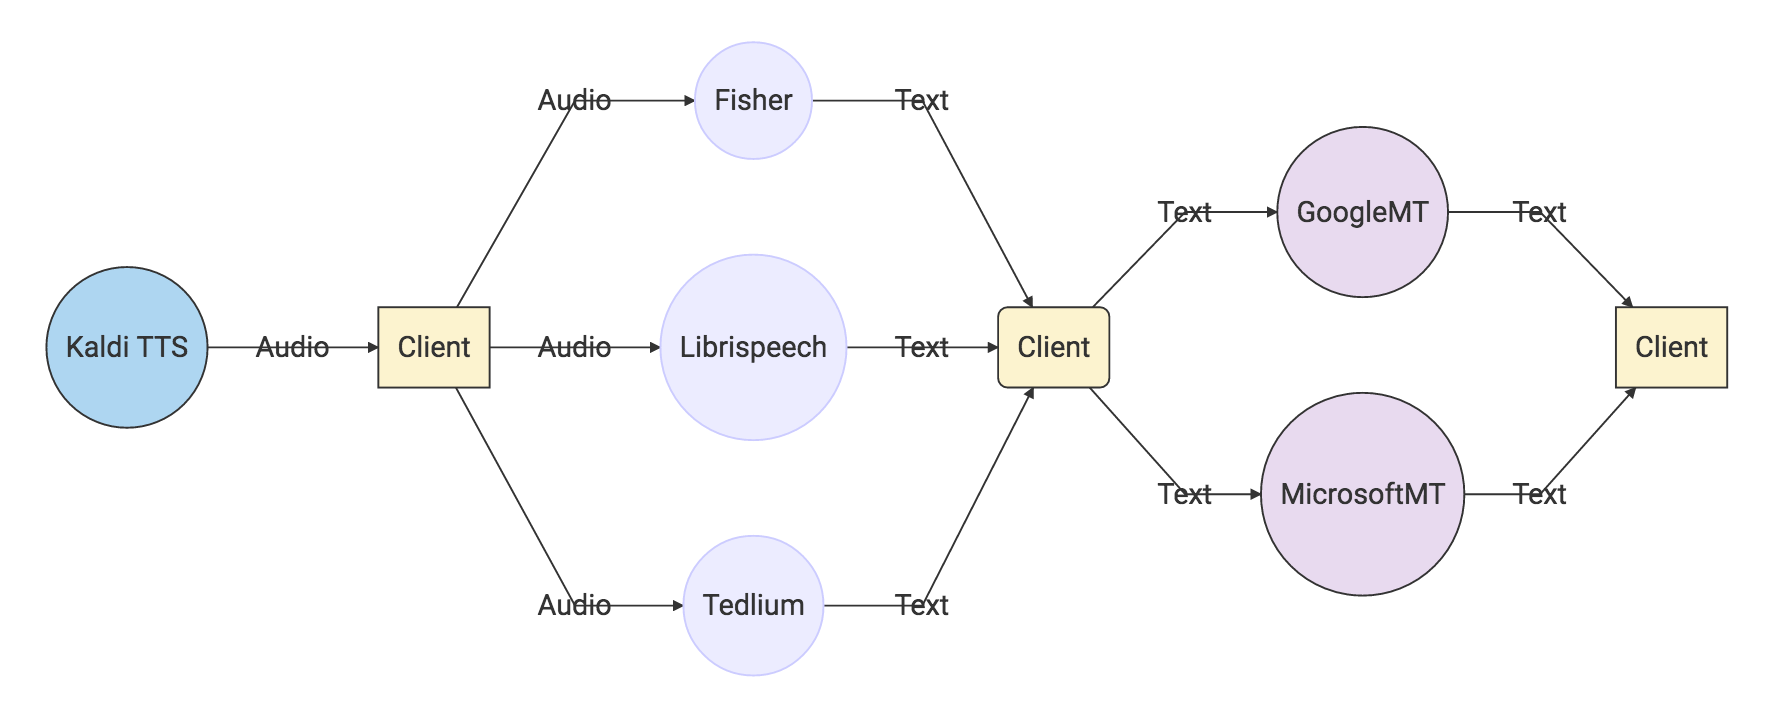 Kaldi TTS
Audio
Client
Audio
Audio
Audio
Fisher
Librispeech
Tedlium
Text
Text
Text
Client
Text
Text
GoogleMT
MicrosoftMT
Text
Text
Client